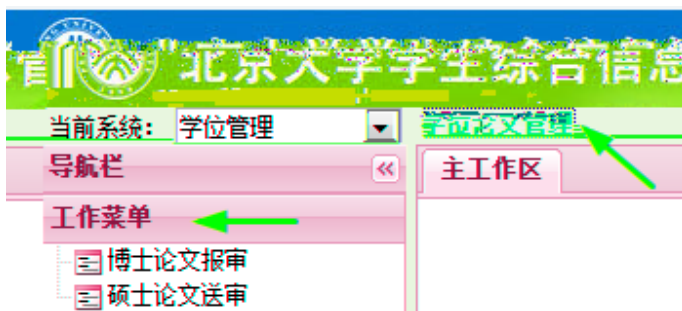 北京大学学生综合信息
当前系统： 学位管理 学位论文管理
导航栏 主工作区
工作菜单
博士论文报审
硕士论文送审